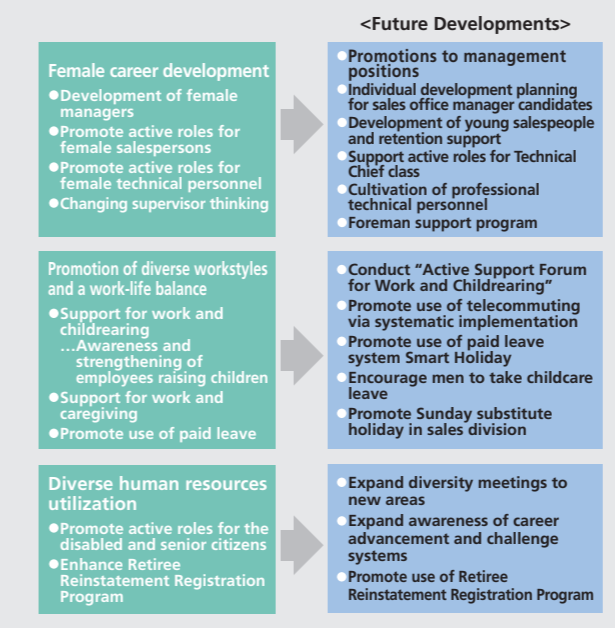 <Future Developments>
Female career development
●Development of female
managers
●Promote active roles for
female salespersons
●Promote active roles for
female technical personnel
●Changing supervisor thinking
●Promotions to management
positions
●Individual development planning
for sales office manager candidates
●Development of young salespeople
and retention support
●Support active roles for Technical
Chief class
●Cultivation of professional
technical personnel
●Foreman support program
Promotion of diverse workstyles
and a work-life balance
●Support for work and
childrearing
…Awareness and
strengthening of
employees raising children
●Support for work and
caregiving
●Promote use of paid leave
●Conduct “Active Support Forum
for Work and Childrearing”
●Promote use of telecommuting
via systematic implementation
●Promote use of paid leave
system Smart Holiday
●Encourage men to take childcare
leave
●Promote Sunday substitute
holiday in sales division
Diverse human resources
utilization
●Promote active roles for the
disabled and senior citizens
●Enhance Retiree
Reinstatement Registration
Program
●Expand diversity meetings to
new areas
●Expand awareness of career
advancement and challenge
systems
●Promote use of Retiree
Reinstatement Registration Program